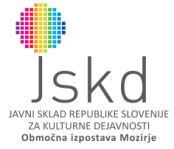 Jskd
JAVNI SKLAD REPUBLIKE SLOVENIJE
ZA KULTURNE DEJAVNOSTI
Območna izpostava Mozirje